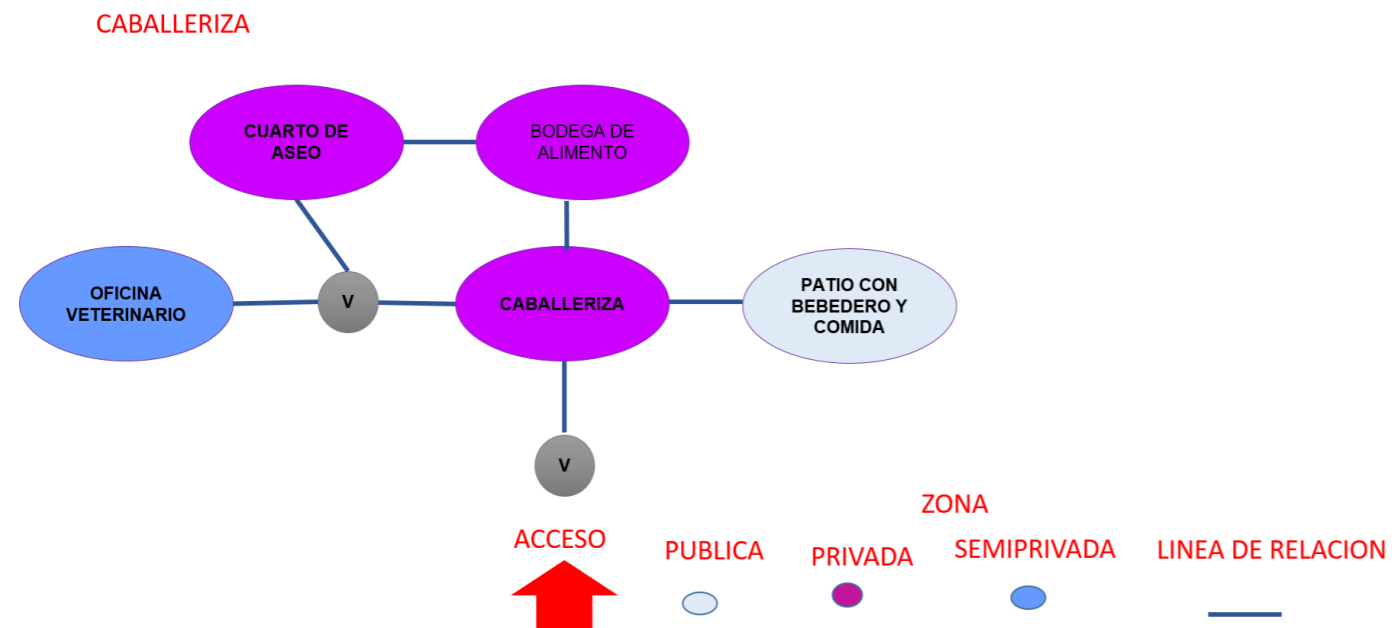 CABALLERIZA
CUARTO DE
ASEO
BODEGA DE
ALIMENTO
OFICINA
VETERINARIO
V
CABALLERIZA
PATIO CON
BEBEDERO Y
COMIDA
V
ACCESO
ZONA
PUBLICA
PRIVADA
SEMIPRIVADA
LINEA DE RELACION